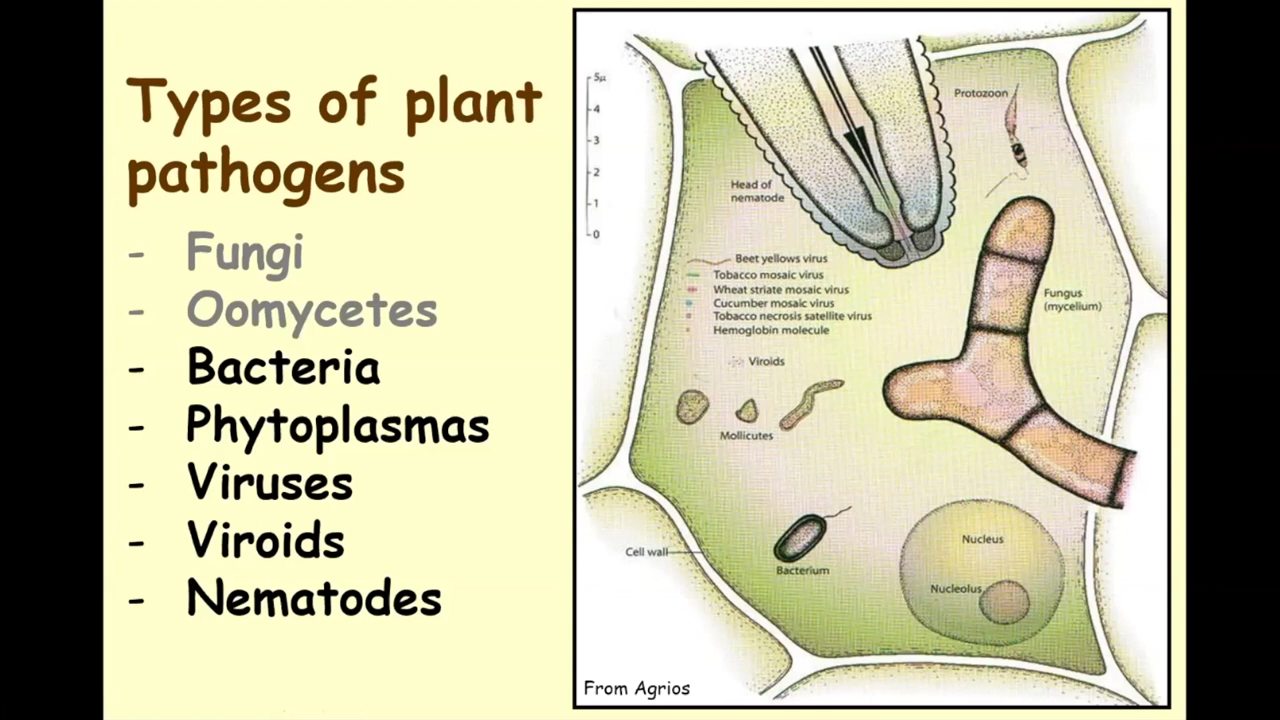 Types of plant
pathogens
- Fungi
- Oomycetes
- Bacteria
- Phytoplasmas
- Viruses
- Viroids
- Nematodes
5µ
4
3
2
1
0
Protozoon
Head of
nematode
Beet yellows virus
Tobacco mosaic virus
Wheat striate mosaic virus
Cucumber mosaic virus
Tobacco necrosis satellite virus
Hemoglobin molecule
Fungus
(mycelium)
Viroids
Mollicutes
Cell wall
Bacterium
Nucleus
Nucleolus
From Agrios